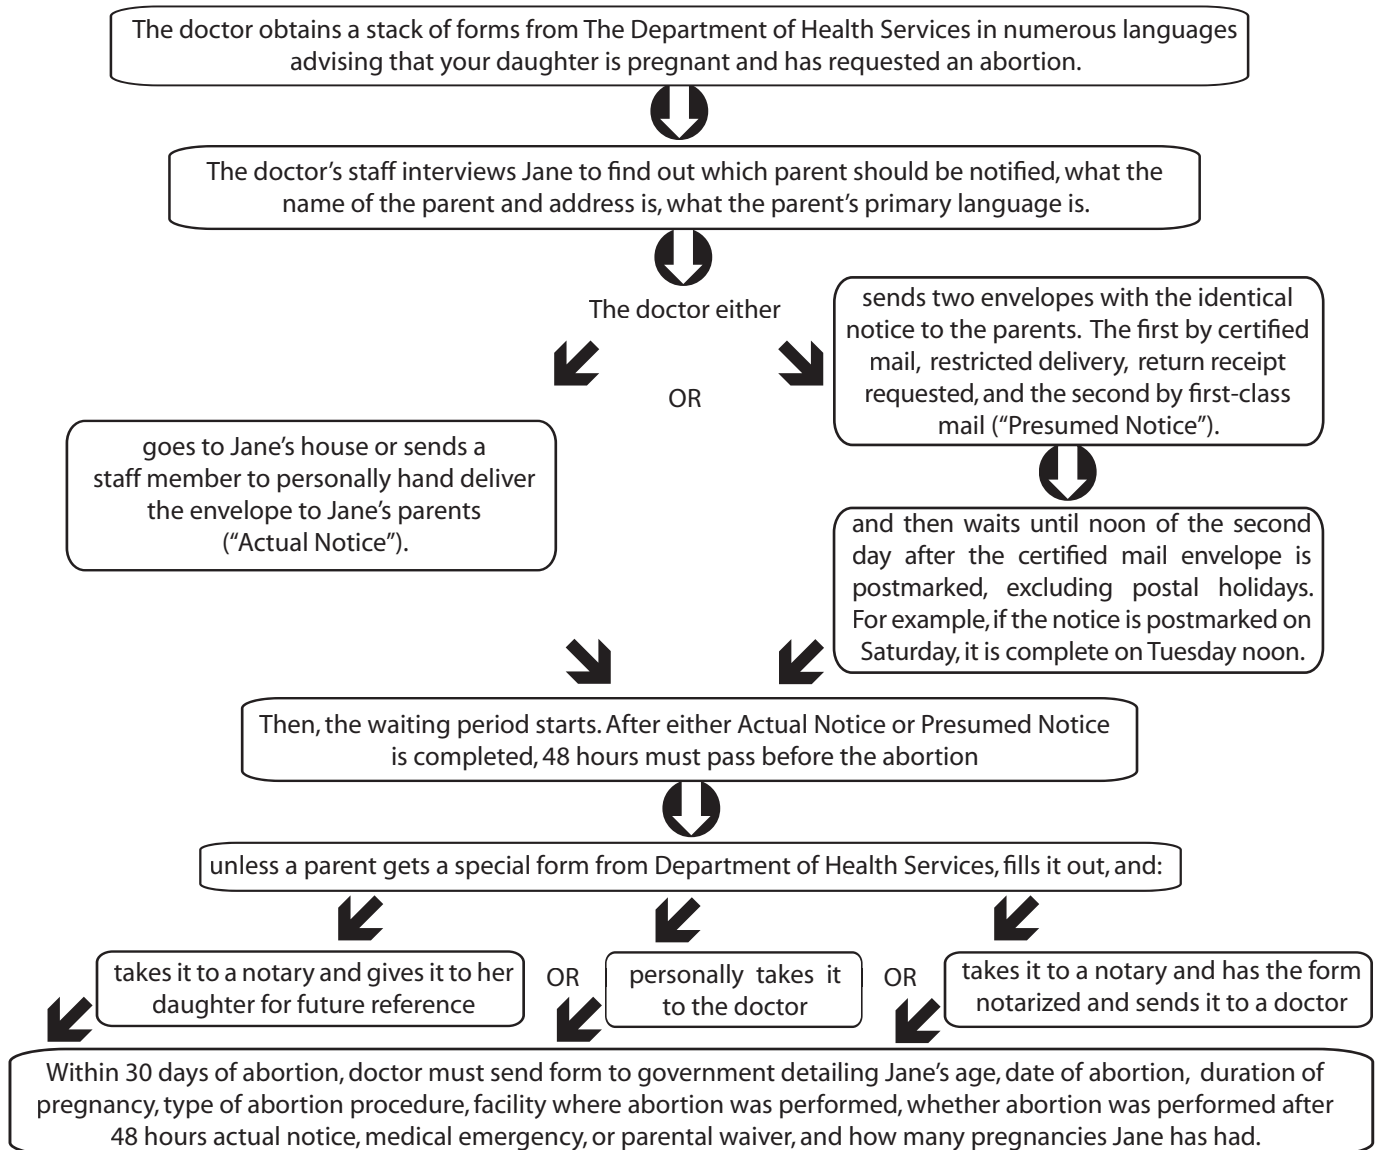 The doctor obtains a stack of forms from The Department of Health Services in numerous languages
advising that your daughter is pregnant and has requested an abortion.
The doctor’s staff interviews Jane to find out which parent should be notified, what the
name of the parent and address is, what the parent’s primary language is.
The doctor either
OR
goes to Jane’s house or sends a
staff member to personally hand deliver
the envelope to Jane’s parents
(“Actual Notice”).
sends two envelopes with the identical
notice to the parents. The first by certified
mail, restricted delivery, return receipt
requested, and the second by first-class
mail (“Presumed Notice”).
and then waits until noon of the second
day after the certified mail envelope is
postmarked, excluding postal holidays.
For example, if the notice is postmarked on
Saturday, it is complete on Tuesday noon.
Then, the waiting period starts. After either Actual Notice or Presumed Notice
is completed, 48 hours must pass before the abortion
unless a parent gets a special form from Department of Health Services, fills it out, and:
takes it to a notary and gives it to her
daughter for future reference
OR
personally takes it
to the doctor
OR
takes it to a notary and has the form
notarized and sends it to a doctor
Within 30 days of abortion, doctor must send form to government detailing Jane’s age, date of abortion, duration of
pregnancy, type of abortion procedure, facility where abortion was performed, whether abortion was performed after
48 hours actual notice, medical emergency, or parental waiver, and how many pregnancies Jane has had.